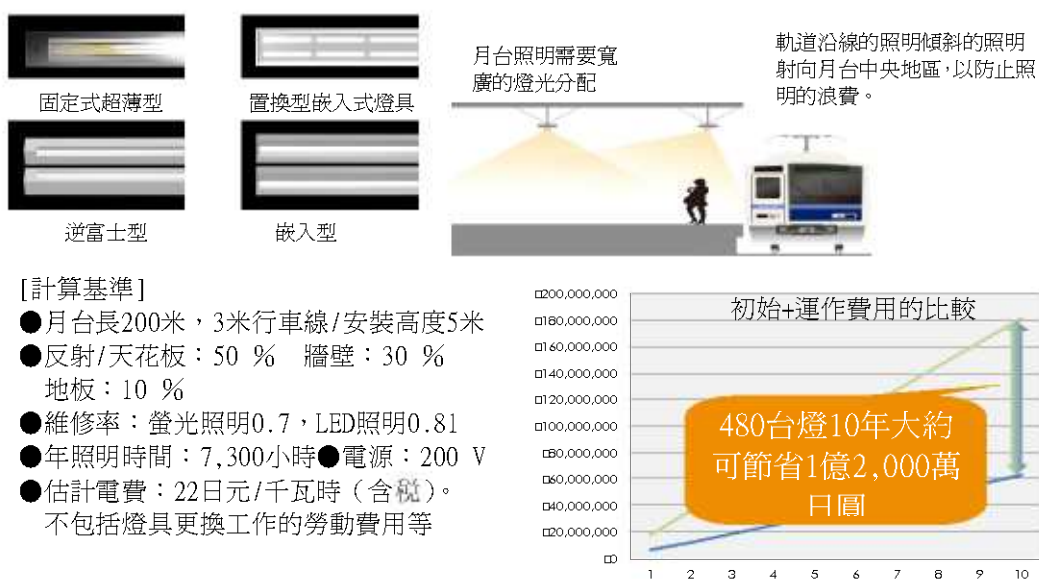 固定式超薄型
置換型嵌入式燈具
逆富士型
嵌入型
月台照明需要寬
廣的燈光分配
軌道沿線的照明傾斜的照明
射向月台中央地區，以防止照
明的浪費。
[計算基準]
●月台長200米，3米行車線/安裝高度5米
●反射/天花板：50 %　牆壁：30 %
地板：10 %
●維修率：螢光照明0.7，LED照明0.81
●年照明時間：7,300小時●電源：200 V
●估計電費：22日元/千瓦時（含税）。
不包括燈具更換工作的勞動費用等
初始+運作費用的比較
□200,000,000
□180,000,000
□160,000,000
□140,000,000
□120,000,000
□100,000,000
□80,000,000
□60,000,000
□40,000,000
□20,000,000
□0
480台燈10年大約
可節省1億2,000萬
日圓
1 2 3 4 5 6 7 8 9 10